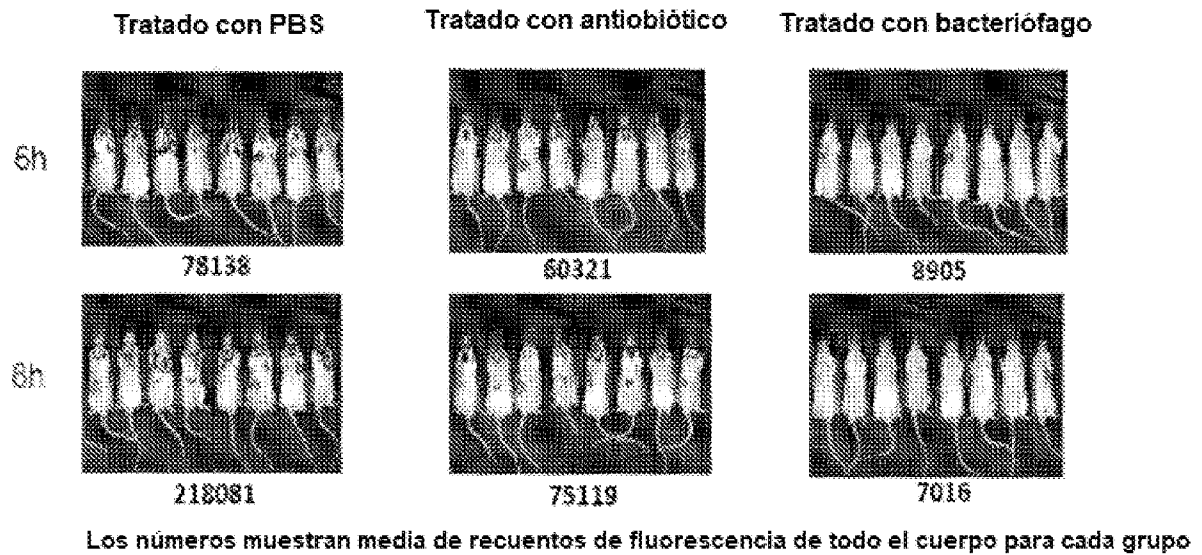 Tratado con PBS Tratado con antiobiótico Tratado con bacteriófago
6h
78138 60321 8905
8h
218081 75119 7016
Los números muestran media de recuentos de fluorescencia de todo el cuerpo para cada grupo